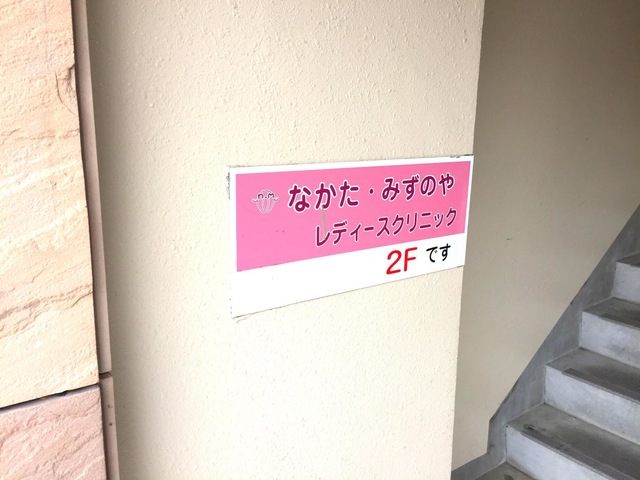 なかた・みずのや
レディースクリニック
2F です